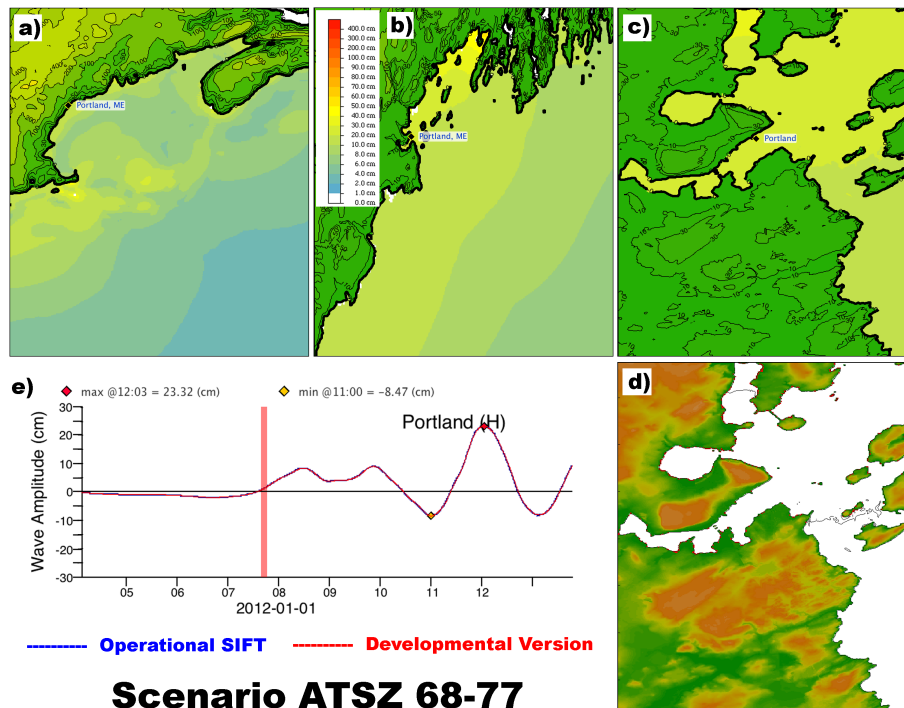 a)
Portland, ME
b)
400.0 cm
300.0 cm
200.0 cm
100.0 cm
90.0 cm
80.0 cm
70.0 cm
60.0 cm
50.0 cm
40.0 cm
30.0 cm
20.0 cm
10.0 cm
8.0 cm
6.0 cm
4.0 cm
2.0 cm
1.0 cm
0.0 cm
Portland, ME
c)
Portland
d)
e)
max @12:03 = 23.32 (cm)
min @11:00 = -8.47 (cm)
Portland (H)
Wave Amplitude (cm)
30
20
10
0
-10
-20
-30
05 06 07 08 09 10 11 12
2012-01-01
Operational SIFT
Developmental Version
Scenario ATSZ 68-77